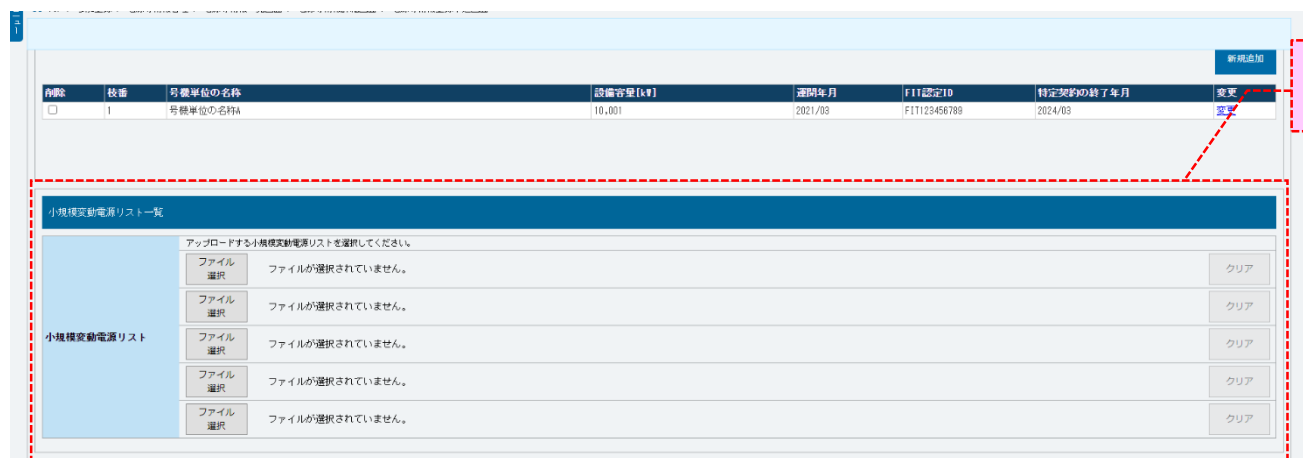 ュー
新規追加
削除 枝番 号機単位の名称 設備容量[kW] 運開年月 FIT認定ID 特定契約の終了年月 変更
1 号機単位の名称A 10,001 2021/03 FIT123456789 2024/03 変更
小規模変動電源リスト一覧
アップロードする小規模変動電源リストを選択してください。
ファイル
選択
ファイルが選択されていません。
クリア
ファイル
選択
ファイルが選択されていません。
クリア
小規模変動電源リスト
ファイル
選択
ファイルが選択されていません。
クリア
ファイル
選択
ファイルが選択されていません。
クリア
ファイル
選択
ファイルが選択されていません。
クリア